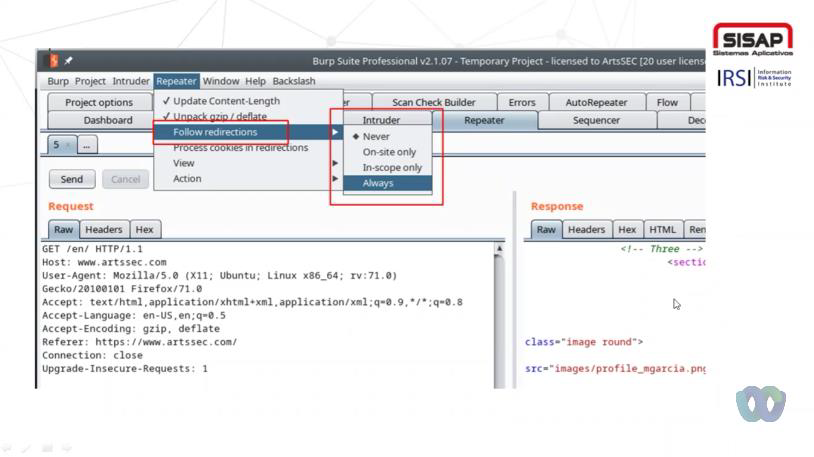 SISAP
Sistemas Aplicativos
IRSI Information
Risk & Security
Institute
Burp Suite Professional v2.1.07 - Temporary Project - licensed to ArtsSEC [20 user license
Burp Project Intruder Repeater Window Help Backslash
Project options
Scan Check Builder Errors AutoRepeater Flow
Dashboard Intruder Repeater Sequencer Dec
✓ Update Content-Length
✓ Unpack gzip / deflate
Follow redirections
Process cookies in redirections
View
Action
Never
On-site only
In-scope only
Always
5 × ...
Send Cancel
Request
Raw Headers Hex
GET /en/ HTTP/1.1
Host: www.artssec.com
User-Agent: Mozilla/5.0 (X11; Ubuntu; Linux x86_64; rv:71.0)
Gecko/20100101 Firefox/71.0
Accept: text/html,application/xhtml+xml,application/xml;q=0.9,*/*;q=0.8
Accept-Language: en-US,en;q=0.5
Accept-Encoding: gzip, deflate
Referer: https://www.artssec.com/
Connection: close
Upgrade-Insecure-Requests: 1
Response
Raw Headers Hex HTML Ren
<!-- Three -->
<sectio
class="image round">
src="images/profile_mgarcia.png